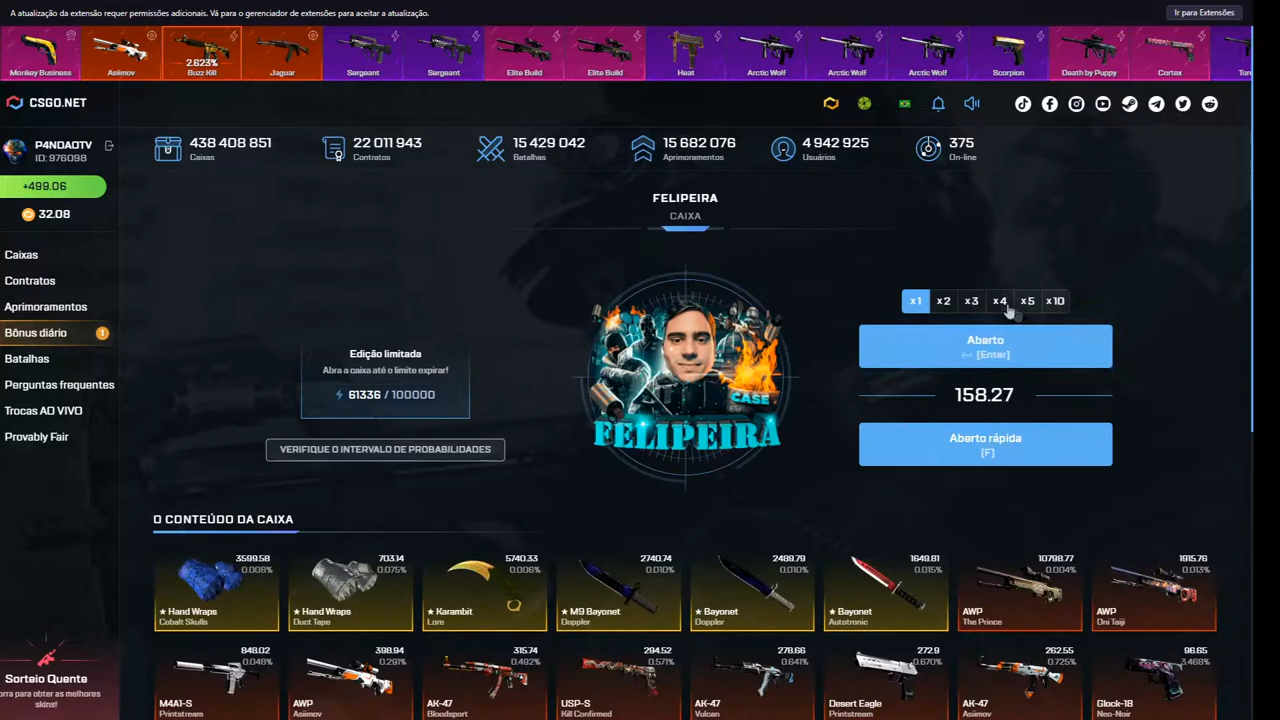 A atualização da extensão requer permissões adicionais. Vá para o gerenciador de extensões para aceitar a atualização.
Ir para Extensões
2.623%
Monkey Business
Asiimov
Buzz Kill
Jaguar
Sergeant
Sergeant
Elite Build
Elite Build
Heat
Arctic Wolf
Arctic Wolf
Arctic Wolf
Scorpion
Death by Puppy
Cortex
CSGO.NET
P4NDAOTV
ID: 976098
+499.06
32.08
438 408 851
Caixas
22 011 943
Contratos
15 429 042
Batalhas
15 682 076
Aprimoramentos
4 942 925
Usuários
375
On-line
Caixas
Contratos
Aprimoramentos
Bônus diário
1
Batalhas
Perguntas frequentes
Trocas AO VIVO
Provably Fair
FELIPEIRA
CAIXA
Edição limitada
Abra a caixa até o limite expirar!
61336 / 100000
VERIFIQUE O INTERVALO DE PROBABILIDADES
CASE
FELIPEIRA
x1 x2 x3 x4 x5 x10
Aberto
[Enter]
158.27
Aberto rápida
[F]
O CONTEÚDO DA CAIXA
3599.58
0.008%
★ Hand Wraps
Cobalt Skulls
703.14
0.075%
★ Hand Wraps
Duct Tape
5740.33
0.006%
★ Karambit
Lore
2740.74
0.010%
★ M9 Bayonet
Doppler
2489.79
0.010%
★ Bayonet
Doppler
1649.81
0.015%
★ Bayonet
Autotronic
10798.77
0.004%
AWP
The Prince
1915.76
0.013%
AWP
Oni Taiji
848.02
0.048%
M4A1-S
Printstream
398.94
0.291%
AWP
Asiimov
315.74
0.492%
AK-47
Bloodsport
294.52
0.571%
USP-S
Kill Confirmed
278.66
0.641%
AK-47
Vulcan
272.9
0.670%
Desert Eagle
Printstream
262.55
0.725%
AK-47
Asiimov
96.65
3.468%
Glock-18
Neo-Noir
Sorteio Quente
orra para obter as melhores
skins!